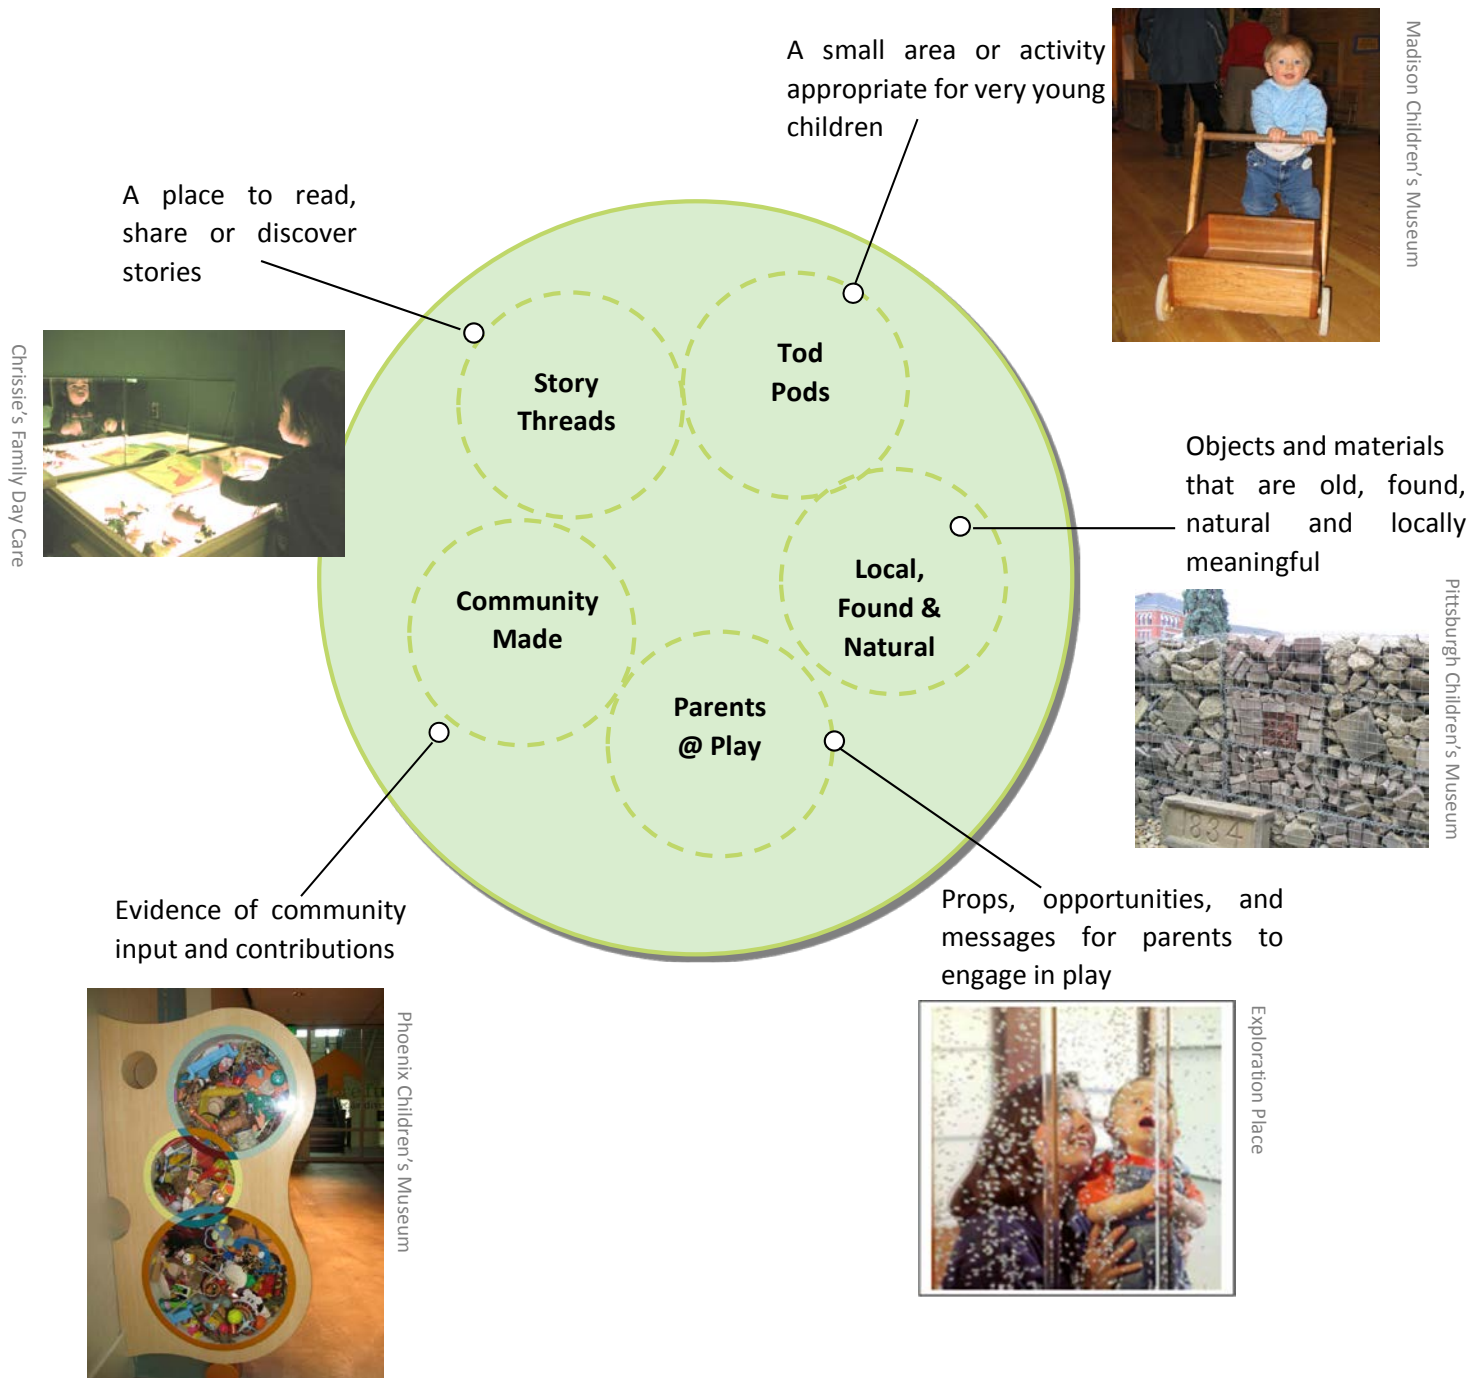 A small area or activity
appropriate for very young
children
Madison Children's Museum
A place to read,
share or discover
stories
Chrissie's Family Day Care
Story
Threads
Tod
Pods
Objects and materials
that are old, found,
natural and locally
meaningful
Pittsburgh Children's Museum
1834
Local,
Found &
Natural
Community
Made
Parents
@ Play
Evidence of community
input and contributions
Phoenix Children's Museum
Props, opportunities, and
messages for parents to
engage in play
Exploration Place